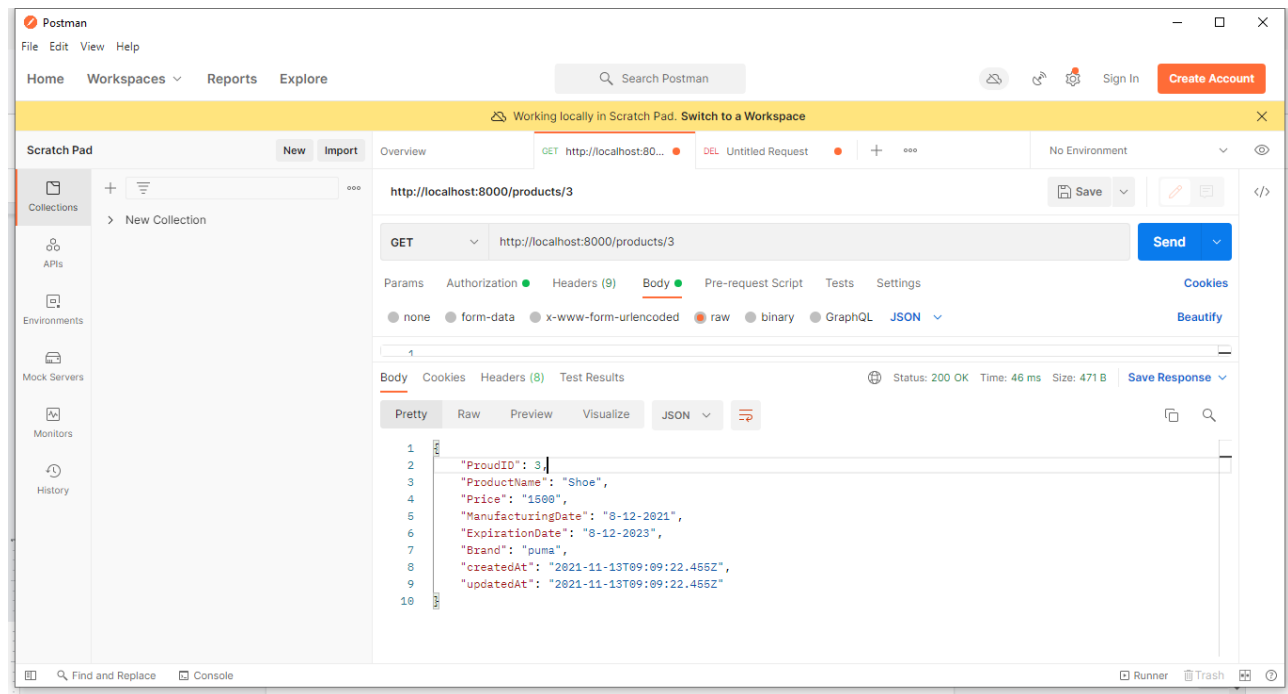 Postman
File Edit View Help
Home Workspaces Reports Explore Search Postman Sign In Create Account
Working locally in Scratch Pad. Switch to a Workspace
Scratch Pad New Import Overview GET http://localhost:80... DEL Untitled Request No Environment
Collections
New Collection
APIs
Environments
Mock Servers
Monitors
History
http://localhost:8000/products/3 Save </>
GET http://localhost:8000/products/3 Send
Params Authorization Headers (9) Body Pre-request Script Tests Settings Cookies
none form-data x-www-form-urlencoded raw binary GraphQL JSON Beautify
1
Body Cookies Headers (8) Test Results Status: 200 OK Time: 46 ms Size: 471 B Save Response
Pretty Raw Preview Visualize JSON
1 {
2 "ProudID": 3,
3 "ProductName": "Shoe",
4 "Price": "1500",
5 "ManufacturingDate": "8-12-2021",
6 "ExpirationDate": "8-12-2023",
7 "Brand": "puma",
8 "createdAt": "2021-11-13T09:09:22.455Z",
9 "updatedAt": "2021-11-13T09:09:22.455Z"
10 }
Find and Replace Console Runner Trash